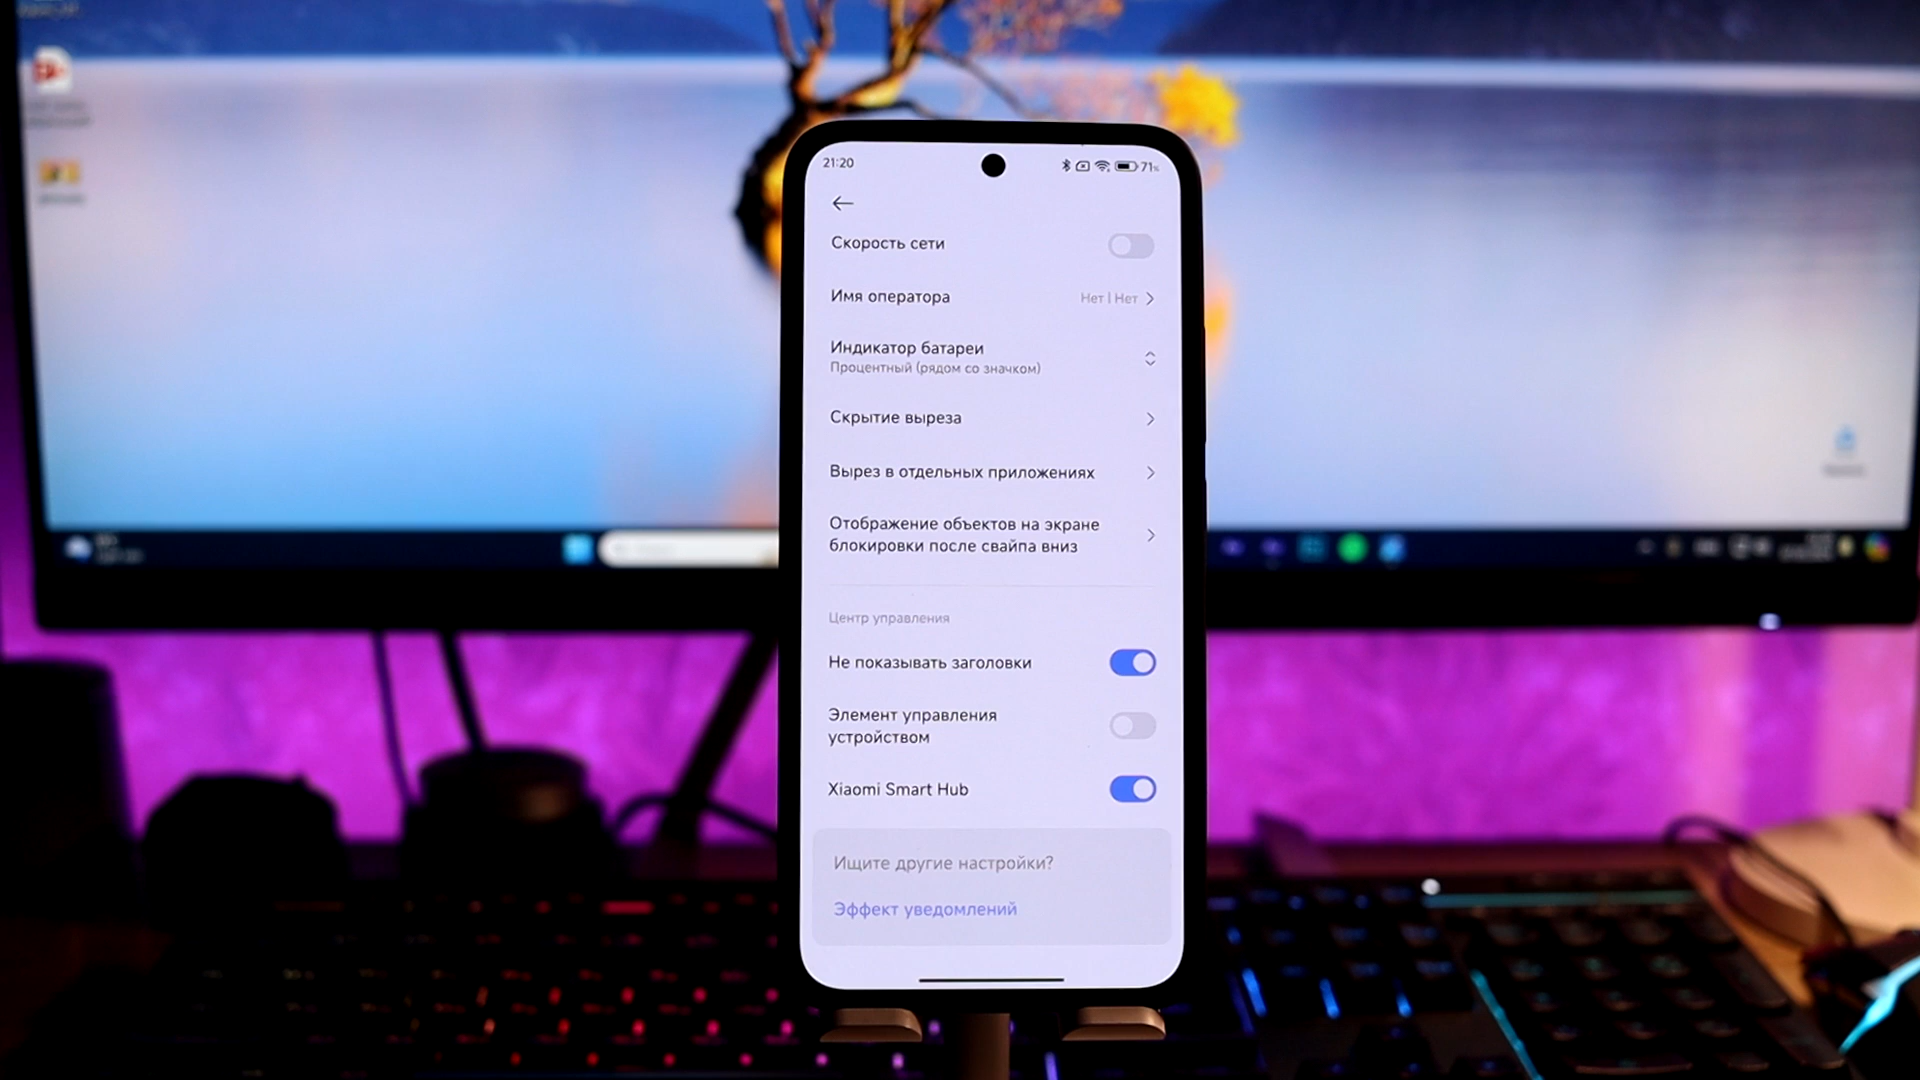 21:20
71%
Скорость сети
Имя оператора
Нет | Нет
Индикатор батареи
Процентный (рядом со значком)
Скрытие выреза
Вырез в отдельных приложениях
Отображение объектов на экране
блокировки после свайпа вниз
Центр управления
Не показывать заголовки
Элемент управления
устройством
Xiaomi Smart Hub
Ищите другие настройки?
Эффект уведомлений